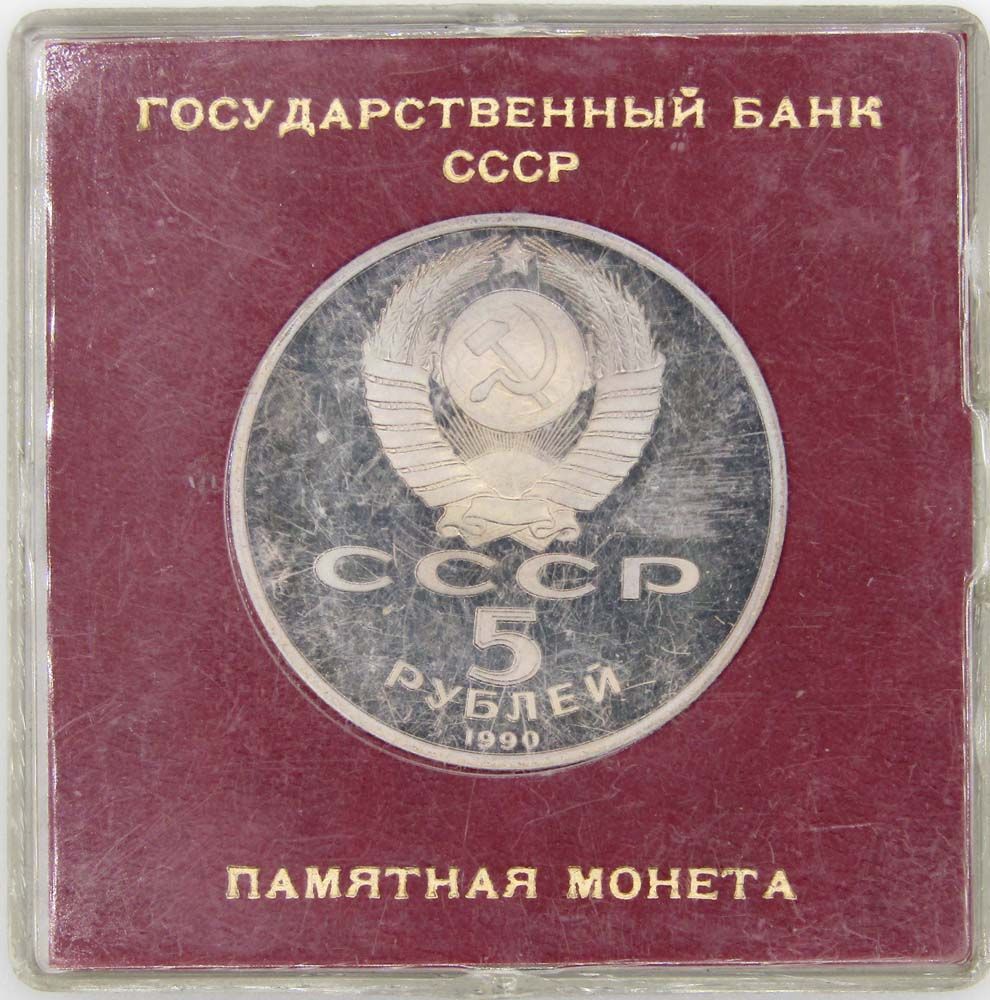 ГОСУДАРСТВЕННЫЙ БАНК
СССР
СССР
5
РУБЛЕЙ
1990
ПАМЯТНАЯ МОНЕТА